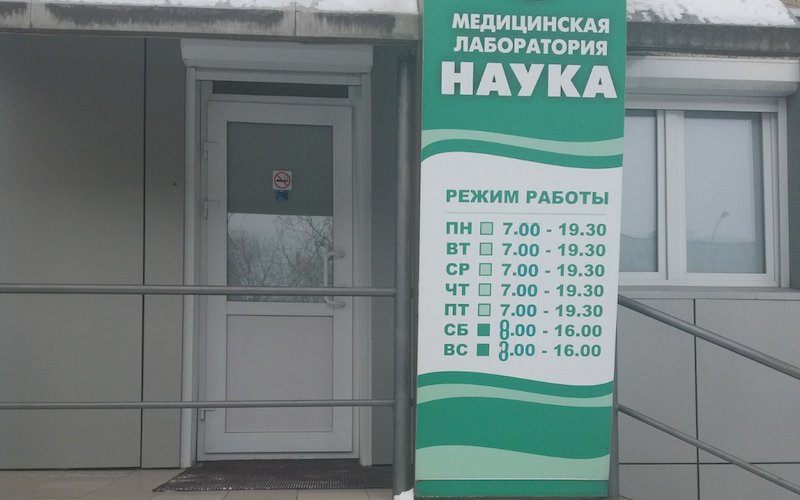 МЕДИЦИНСКАЯ
ЛАБОРАТОРИЯ
НАУКА
РЕЖИМ РАБОТЫ
ПН 7.00 - 19.30
ВТ 7.00 - 19.30
СР 7.00 - 19.30
ЧТ 7.00 - 19.30
ПТ 7.00 - 19.30
СБ 8.00 - 16.00
ВС 8.00 - 16.00